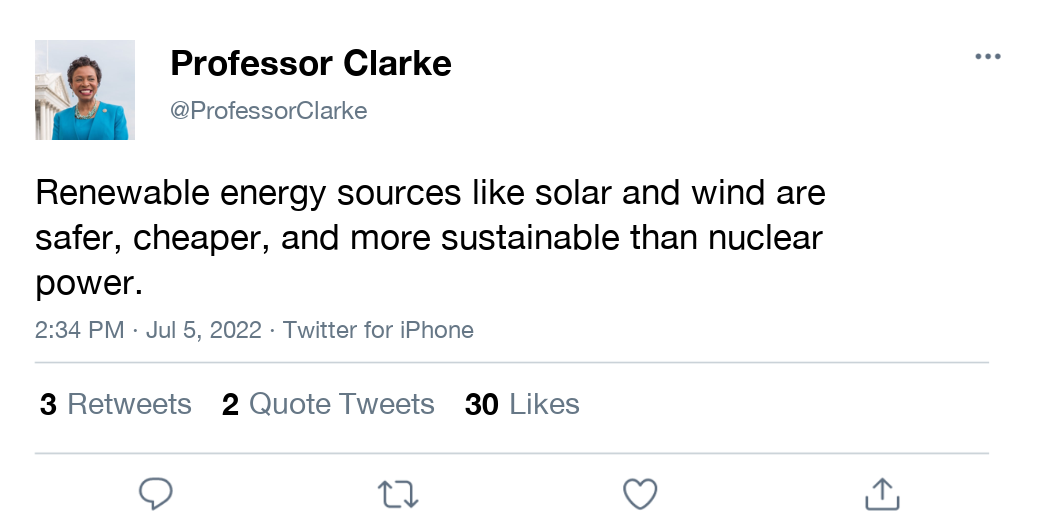 Professor Clarke
@ProfessorClarke
Renewable energy sources like solar and wind are
safer, cheaper, and more sustainable than nuclear
power.
2:34 PM · Jul 5, 2022 · Twitter for iPhone
3 Retweets 2 Quote Tweets 30 Likes